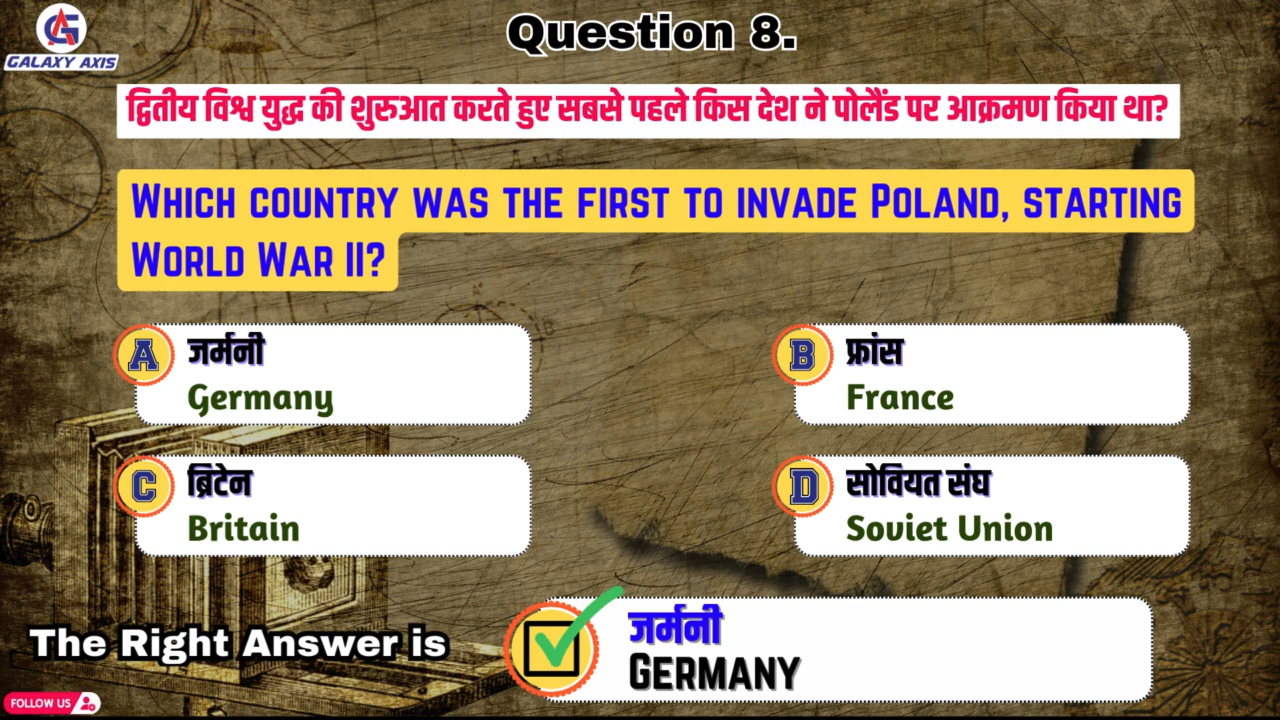 GALAXY AXIS
Question 8.
द्वितीय विश्व युद्ध की शुरुआत करते हुए सबसे पहले किस देश ने पोलैंड पर आक्रमण किया था?
WHICH COUNTRY WAS THE FIRST TO INVADE POLAND, STARTING
WORLD WAR II?
A जर्मनी
Germany
B फ्रांस
France
C ब्रिटेन
Britain
D सोवियत संघ
Soviet Union
The Right Answer is
जर्मनी
GERMANY
FOLLOW US